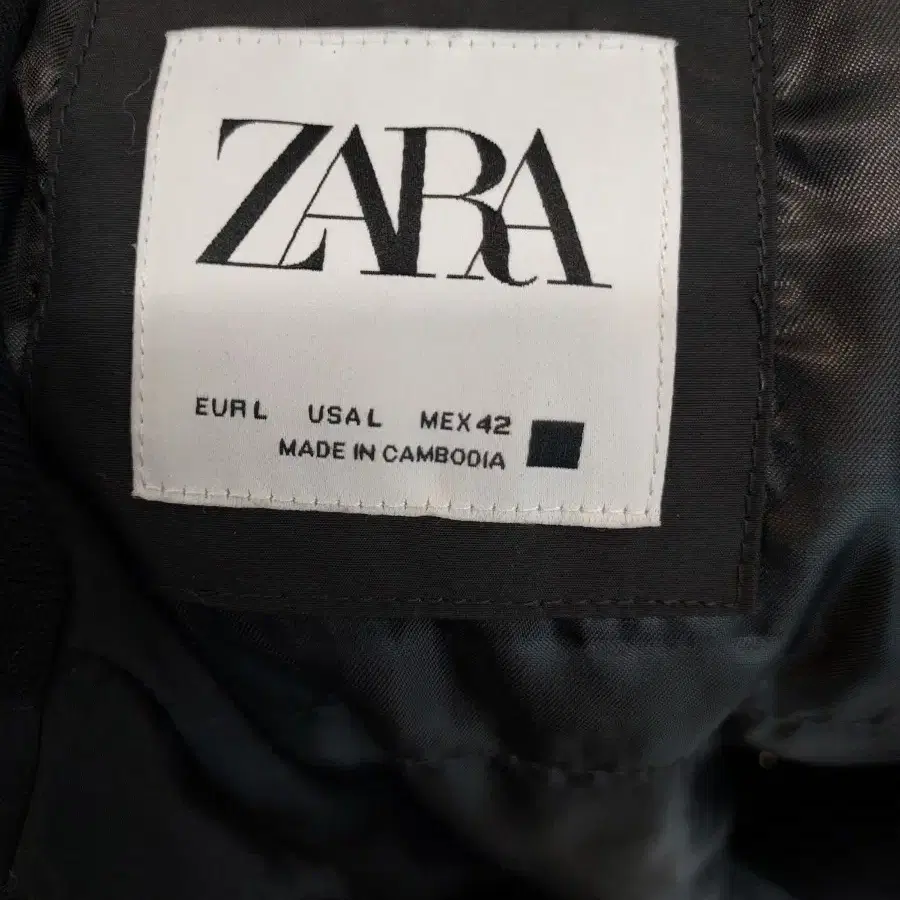 ZARA
EUR L USA L MEX 42
MADE IN CAMBODIA